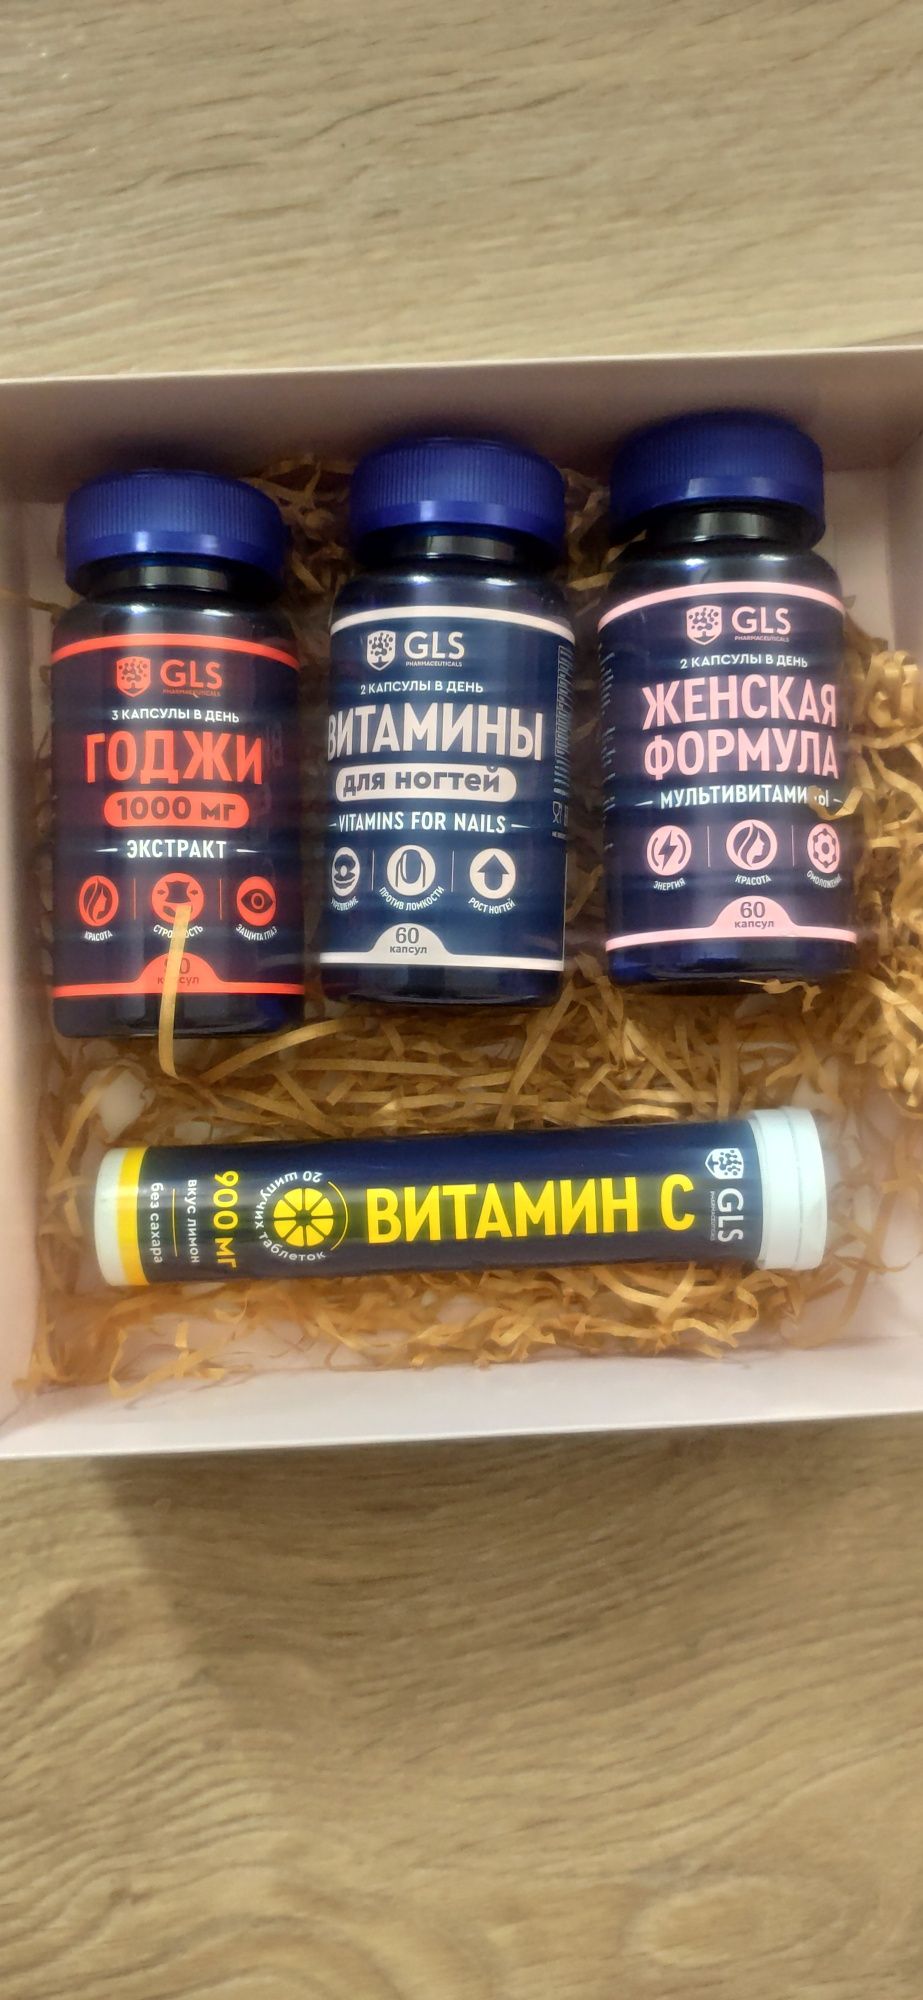 GLS
PHARMACEUTICALS
3 КАПСУЛЫ В ДЕНЬ
ГОДЖИ
1000 мг
ЭКСТРАКТ
КРАСОТА
ЗАЩИТА ГЛАЗ
GLS
PHARMACEUTICALS
2 КАПСУЛЫ В ДЕНЬ
ВИТАМИНЫ
для ногтей
VITAMINS FOR NAILS
ПРОТИВ ЛОМКОСТИ
РОСТ НОГТЕЙ
60
капсул
GLS
PHARMACEUTICALS
2 КАПСУЛЫ В ДЕНЬ
ЖЕНСКАЯ
ФОРМУЛА
ЭНЕРГИЯ
КРАСОТА
60
капсул
GLS
PHARMACEUTICALS
ВИТАМИН С
20 шипучих таблеток
900 мг
вкус лимон
без сахара